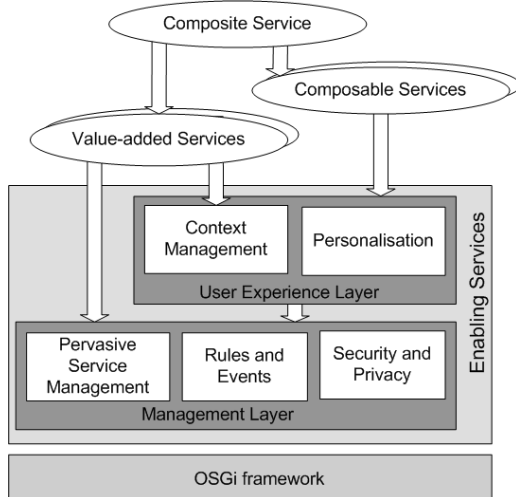 Composite Service
Composable Services
Value-added Services
Context
Management
Personalisation
User Experience Layer
Enabling Services
Pervasive
Service
Management
Rules and
Events
Security and
Privacy
Management Layer
OSGi framework